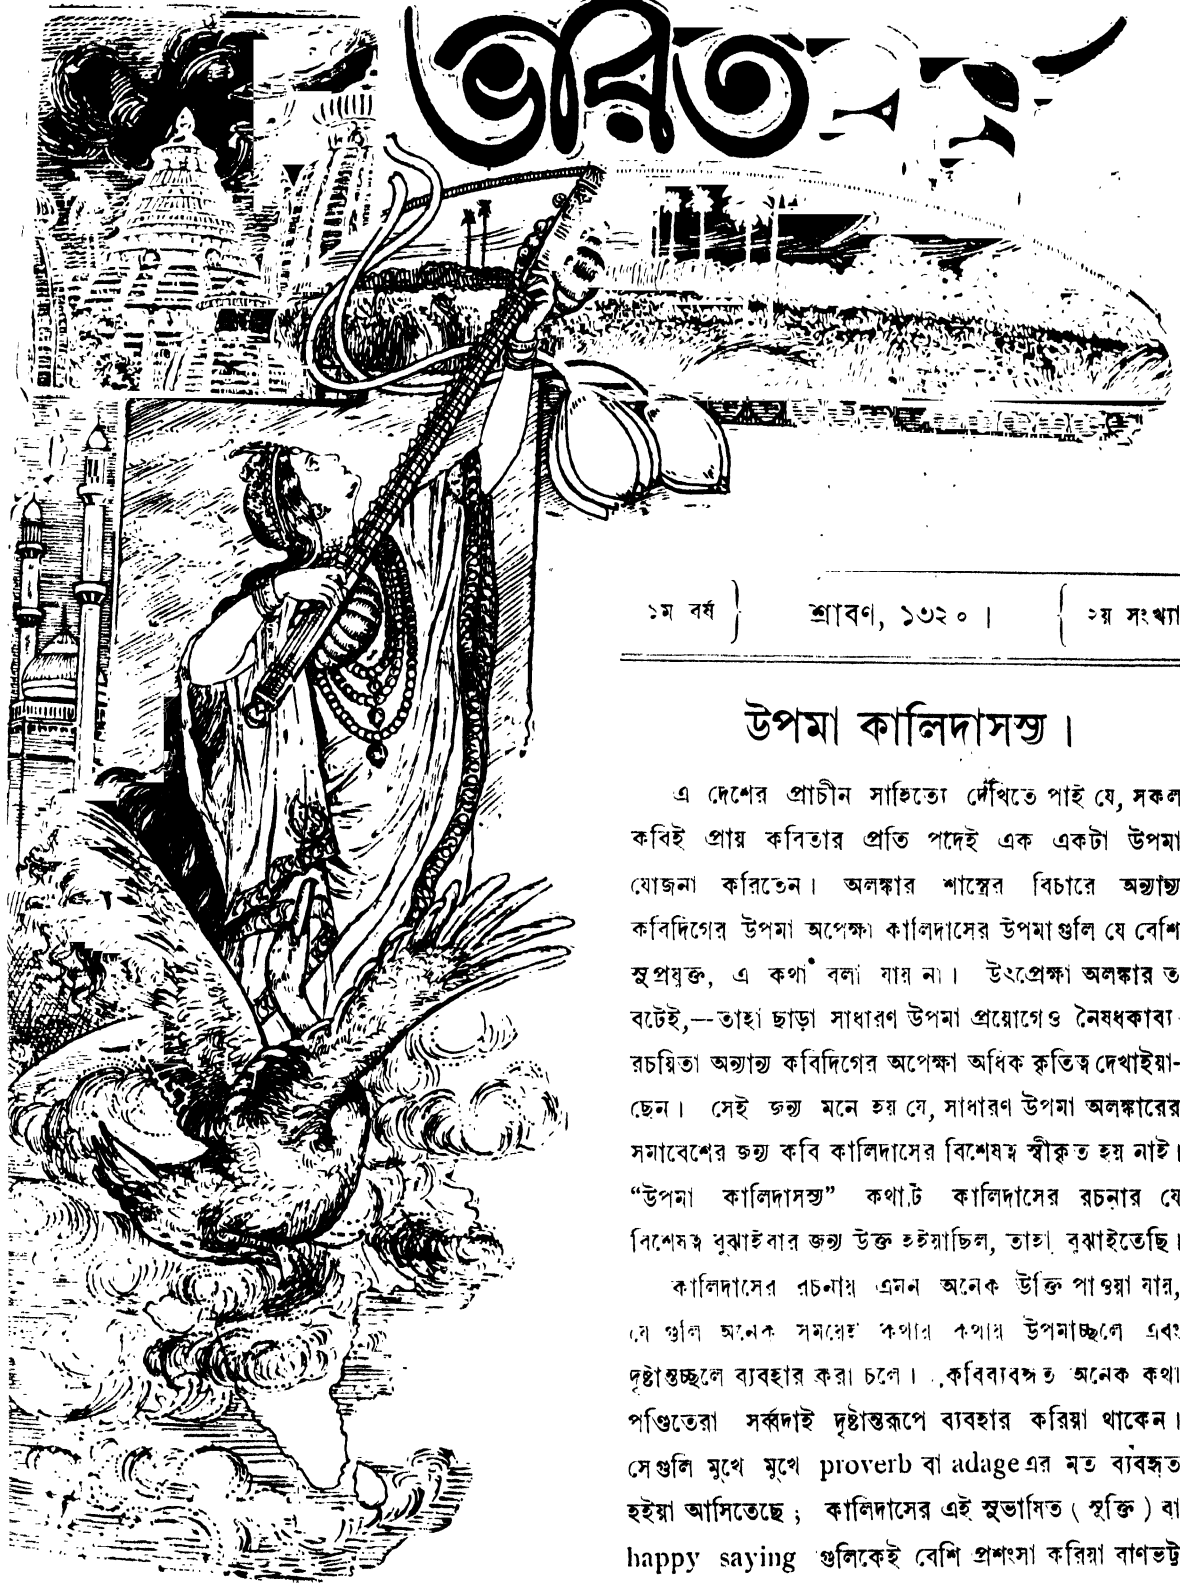 ১ম বর্ষ } শ্রাবণ, ১৩২০। { ২য় সংখ্যা
উপমা কালিদাসস্য।
এ দেশের প্রাচীন সাহিত্যে দেখিতে পাই যে, সকল
কবিই প্রায় কবিতার প্রতি পদেই এক একটা উপমা
যোজনা করিতেন। অলঙ্কার শাস্ত্রের বিচারে অন্যান্য
কবিদিগের উপমা অপেক্ষা কালিদাসের উপমাগুলি যে বেশি
সুপ্রযুক্ত, এ কথা বলা যায় না। উৎপ্রেক্ষা অলঙ্কার ত
বটেই,—তাহা ছাড়া সাধারণ উপমা প্রয়োগেও নৈষধকাব্য
রচয়িতা অন্যান্য কবিদিগের অপেক্ষা অধিক কৃতিত্ব দেখাইয়া-
ছেন। সেই জন্য মনে হয় যে, সাধারণ উপমা অলঙ্কারের
সমাবেশের জন্য কবি কালিদাসের বিশেষত্ব স্বীকৃত হয় নাই।
“উপমা কালিদাসস্য” কথাটি কালিদাসের রচনার যে
বিশেষত্ব বুঝাইবার জন্য উক্ত হইয়াছিল, তাহা বুঝাইতেছি।
কালিদাসের রচনায় এমন অনেক উক্তি পাওয়া যায়,
যে গুলি অনেক সময়েই কথায় কথায় উপমাচ্ছলে এবং
দৃষ্টান্তচ্ছলে ব্যবহার করা চলে। কবিব্যবহৃত অনেক কথা
পণ্ডিতেরা সর্ব্বদাই দৃষ্টান্তরূপে ব্যবহার করিয়া থাকেন।
সেগুলি মুখে মুখে proverb বা adage এর মত ব্যবহৃত
হইয়া আসিতেছে; কালিদাসের এই সুভাষিত (সূক্তি) বা
happy saying গুলিকেই বেশি প্রশংসা করিয়া বাণভট্ট